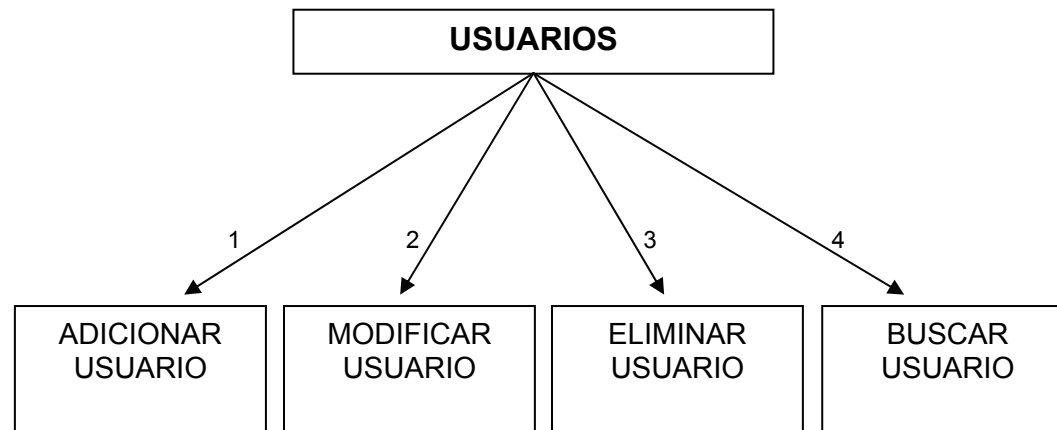 USUARIOS
1
2
3
4
ADICIONAR
USUARIO
MODIFICAR
USUARIO
ELIMINAR
USUARIO
BUSCAR
USUARIO